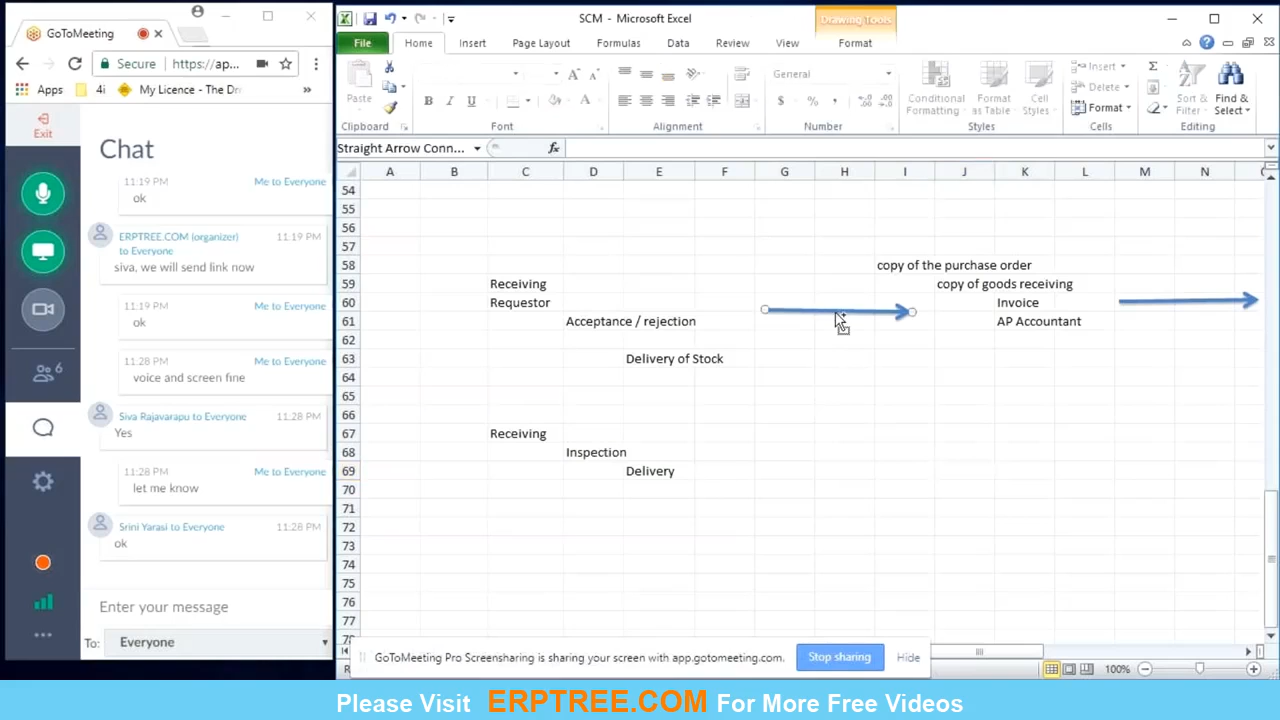 GoToMeeting
Secure
https://ap...
Apps
4i
My Licence - The Dr
»
Exit
Chat
11:19 PM
Me to Everyone
ok
ERPTREE.COM (organizer)
to Everyone
11:19 PM
siva, we will send link now
11:19 PM
Me to Everyone
ok
11:28 PM
Me to Everyone
voice and screen fine
Siva Rajavarapu to Everyone
11:28 PM
Yes
11:28 PM
Me to Everyone
let me know
Srini Yarasi to Everyone
11:28 PM
ok
6
Enter your message
To:
Everyone
SCM - Microsoft Excel
Drawing Tools
File
Home
Insert
Page Layout
Formulas
Data
Review
View
Format
Paste
Clipboard
B I U
A
Font
Alignment
General
$ % ,
Number
Conditional Formatting
Format as Table
Cell Styles
Styles
Insert
Delete
Format
Cells
Σ
Sort & Filter
Find & Select
Editing
Straight Arrow Conn...
fx
A B C D E F G H I J K L M N
54
55
56
57
58 copy of the purchase order
59 Receiving copy of goods receiving
60 Requestor Invoice
61 Acceptance / rejection AP Accountant
62
63 Delivery of Stock
64
65
66
67 Receiving
68 Inspection
69 Delivery
70
71
72
73
74
75
76
77
78
GoToMeeting Pro Screensharing is sharing your screen with app.gotomeeting.com.
Stop sharing
Hide
100%
Please Visit ERPTREE.COM For More Free Videos